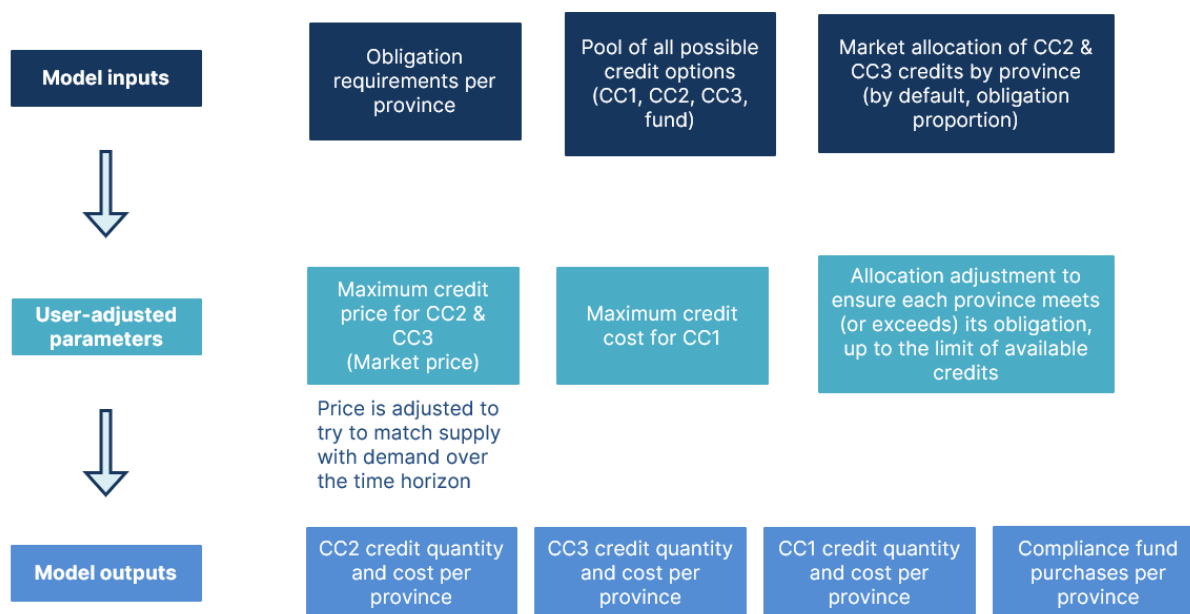 Model inputs
Obligation
requirements per
province
Pool of all possible
credit options
(CC1, CC2, CC3,
fund)
Market allocation of CC2 &
CC3 credits by province
(by default, obligation
proportion)
User-adjusted
parameters
Maximum credit
price for CC2 &
CC3
(Market price)
Maximum credit
cost for CC1
Allocation adjustment to
ensure each province meets
(or exceeds) its obligation,
up to the limit of available
credits
Price is adjusted to
try to match supply
with demand over
the time horizon
Model outputs
CC2 credit quantity
and cost per
province
CC3 credit quantity
and cost per
province
CC1 credit quantity
and cost per
province
Compliance fund
purchases per
province